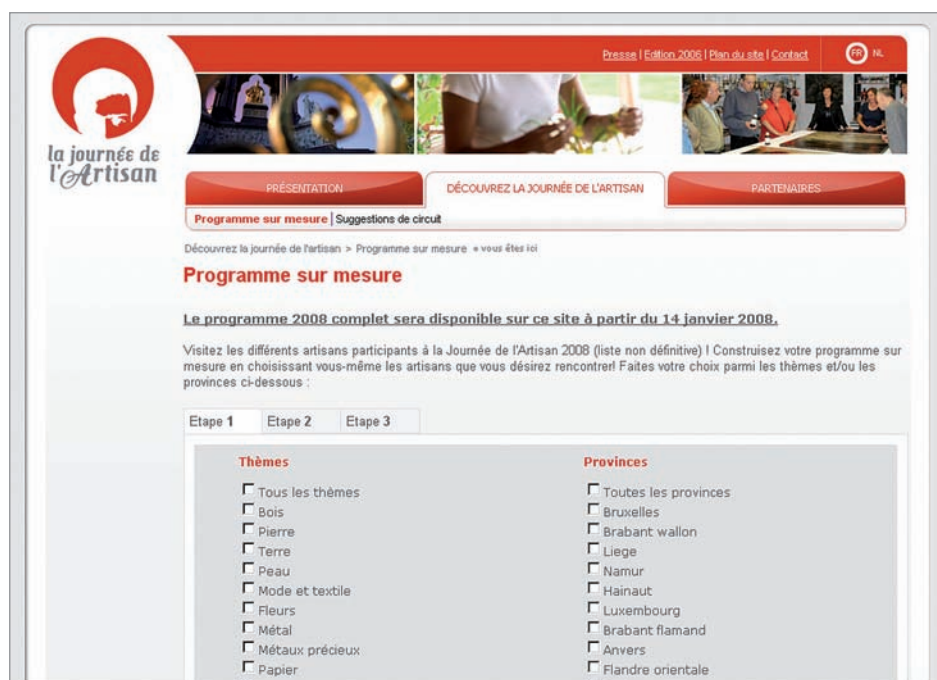 Presse | Edition 2006 | Plan du site | Contact FR NL
la journée de
l'Artisan
PRÉSENTATION DÉCOUVREZ LA JOURNÉE DE L'ARTISAN PARTENAIRES
Programme sur mesure | Suggestions de circuit
Découvrez la journée de l'artisan > Programme sur mesure « vous êtes ici
Programme sur mesure
Le programme 2008 complet sera disponible sur ce site à partir du 14 janvier 2008.
Visitez les différents artisans participants à la Journée de l'Artisan 2008 (liste non définitive) ! Construisez votre programme sur
mesure en choisissant vous-même les artisans que vous désirez rencontrer! Faites votre choix parmi les thèmes et/ou les
provinces ci-dessous :
Etape 1 Etape 2 Etape 3
Thèmes
Tous les thèmes
Bois
Pierre
Terre
Peau
Mode et textile
Fleurs
Métal
Métaux précieux
Papier
Provinces
Toutes les provinces
Bruxelles
Brabant wallon
Liege
Namur
Hainaut
Luxembourg
Brabant flamand
Anvers
Flandre orientale